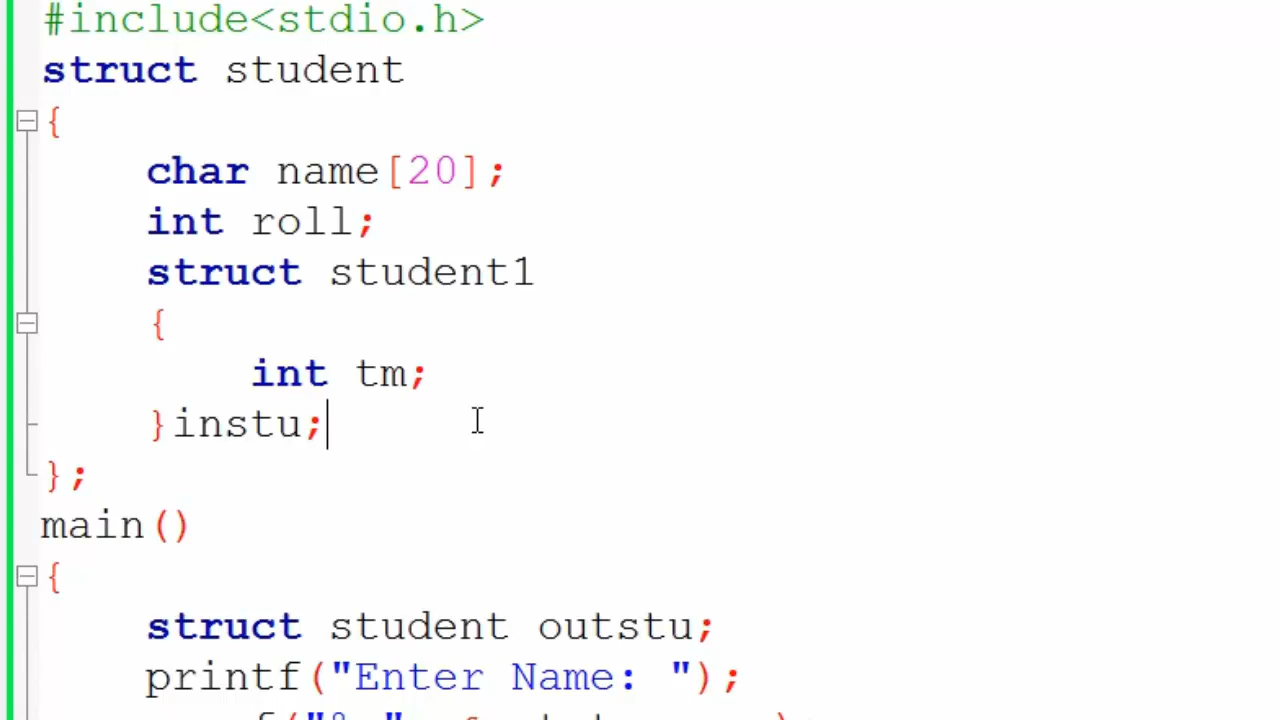 #include<stdio.h>
struct student
{
char name[20];
int roll;
struct student1
{
int tm;
}instu;
};
main()
{
struct student outstu;
printf("Enter Name: ");